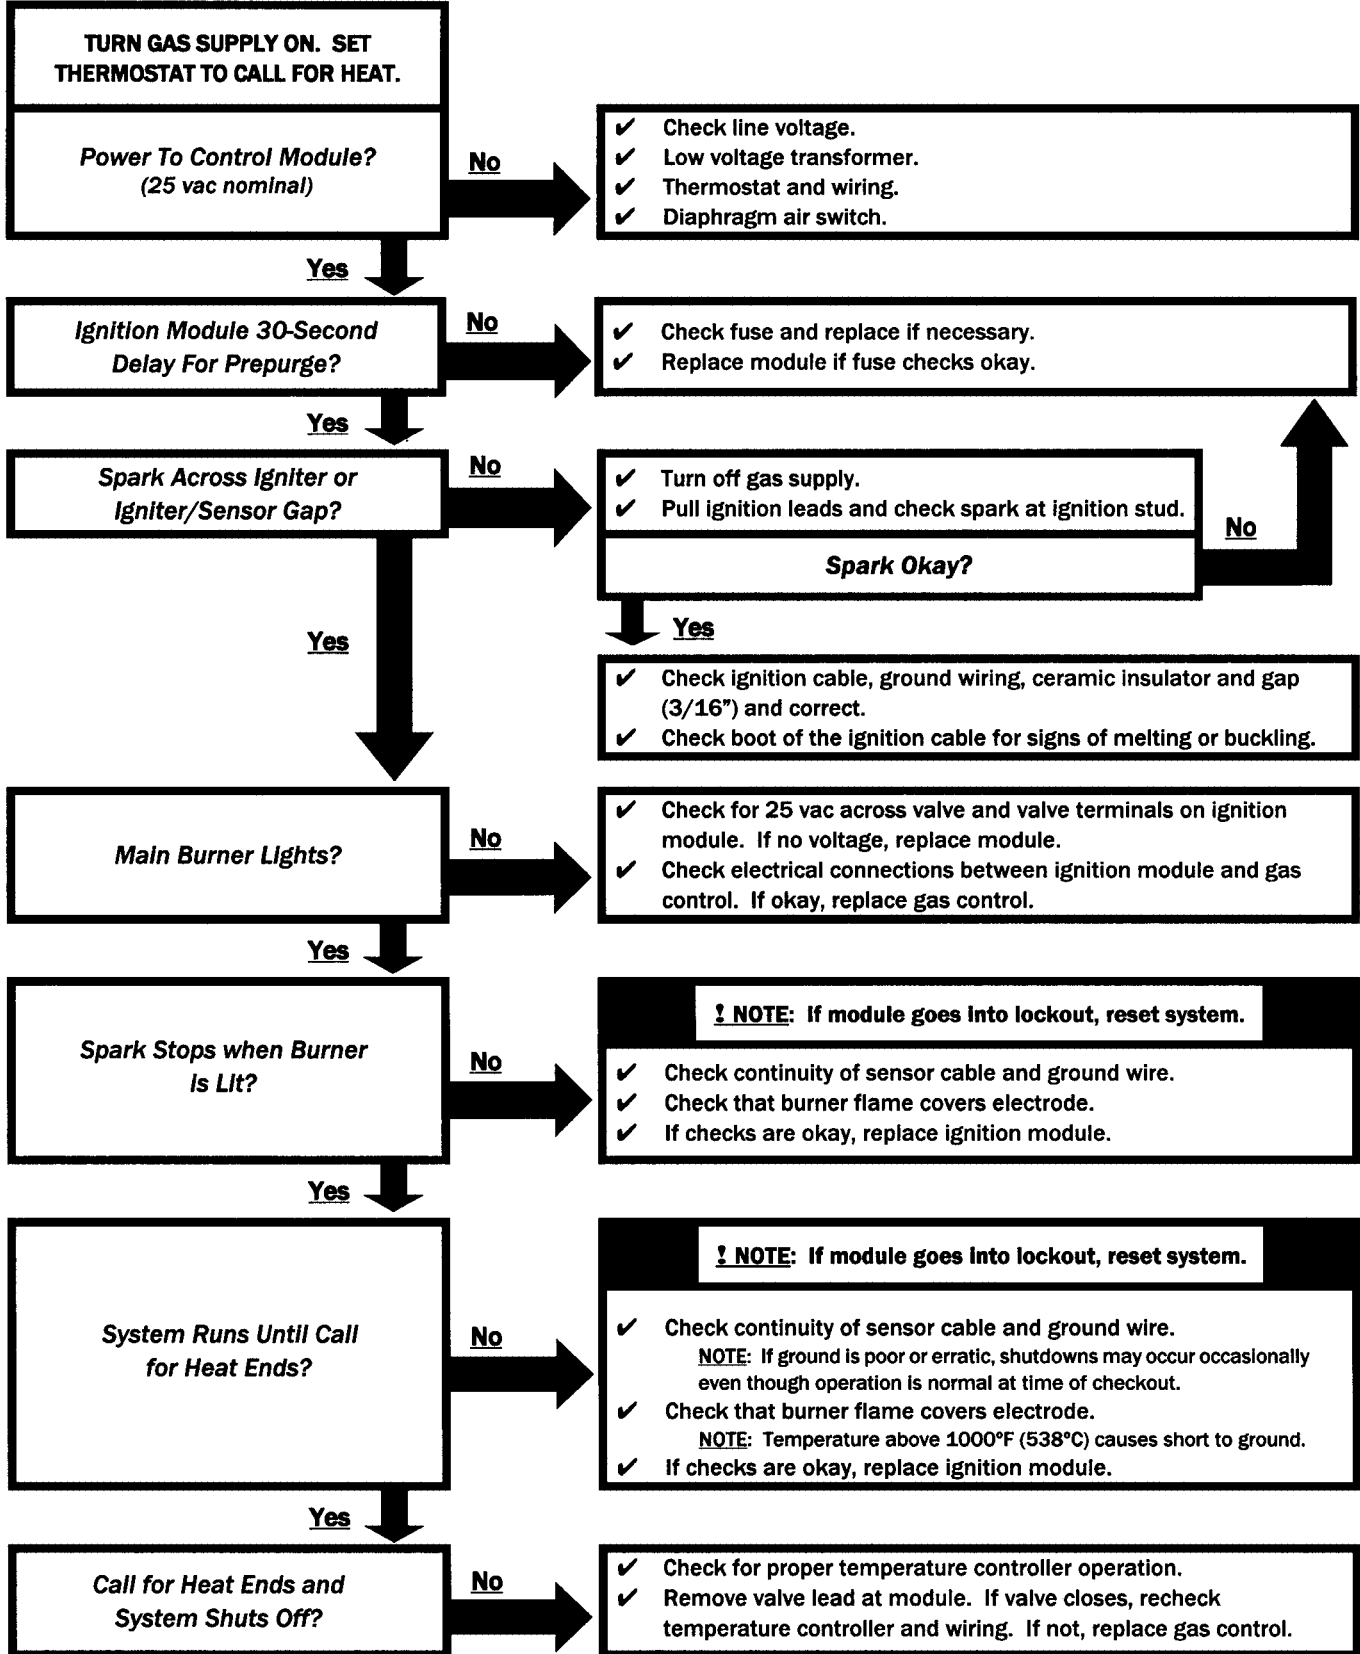 TURN GAS SUPPLY ON. SET
THERMOSTAT TO CALL FOR HEAT.
Power To Control Module?
(25 vac nominal)
No
✔ Check line voltage.
✔ Low voltage transformer.
✔ Thermostat and wiring.
✔ Diaphragm air switch.
Yes
Ignition Module 30-Second
Delay For Prepurge?
No
✔ Check fuse and replace if necessary.
✔ Replace module if fuse checks okay.
Yes
Spark Across Igniter or
Igniter/Sensor Gap?
No
✔ Turn off gas supply.
✔ Pull ignition leads and check spark at ignition stud.
Spark Okay?
No
Yes
✔ Check ignition cable, ground wiring, ceramic insulator and gap
(3/16") and correct.
✔ Check boot of the ignition cable for signs of melting or buckling.
Yes
Main Burner Lights?
No
✔ Check for 25 vac across valve and valve terminals on ignition
module. If no voltage, replace module.
✔ Check electrical connections between ignition module and gas
control. If okay, replace gas control.
Yes
Spark Stops when Burner
Is Lit?
No
! NOTE: If module goes into lockout, reset system.
✔ Check continuity of sensor cable and ground wire.
✔ Check that burner flame covers electrode.
✔ If checks are okay, replace ignition module.
Yes
System Runs Until Call
for Heat Ends?
No
! NOTE: If module goes into lockout, reset system.
✔ Check continuity of sensor cable and ground wire.
NOTE: If ground is poor or erratic, shutdowns may occur occasionally
even though operation is normal at time of checkout.
✔ Check that burner flame covers electrode.
NOTE: Temperature above 1000°F (538°C) causes short to ground.
✔ If checks are okay, replace ignition module.
Yes
Call for Heat Ends and
System Shuts Off?
No
✔ Check for proper temperature controller operation.
✔ Remove valve lead at module. If valve closes, recheck
temperature controller and wiring. If not, replace gas control.